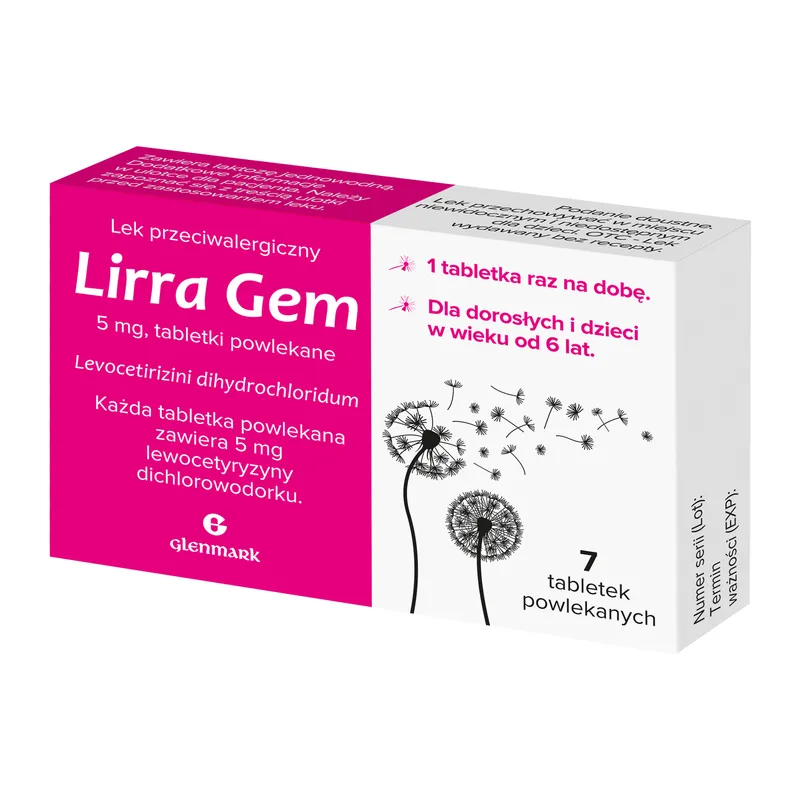 Zawiera laktozę jednowodną.
Dodatkowe informacje
w ulotce dla pacjenta. Należy
zapoznać się z treścią ulotki
przed zastosowaniem leku.
Podanie doustne.
Lek przechowywać w miejscu
niewidocznym i niedostępnym
dla dzieci. OTC - Lek
wydawany bez recepty.
Lek przeciwalergiczny
Lirra Gem
5 mg, tabletki powlekane
Levocetirizini dihydrochloridum
Każda tabletka powlekana
zawiera 5 mg
lewocetyryzyny
dichlorowodorku.
G
GLENMARK
1 tabletka raz na dobę.
Dla dorosłych i dzieci
w wieku od 6 lat.
7
tabletek
powlekanych
Numer serii (Lot):
Termin
ważności (EXP):